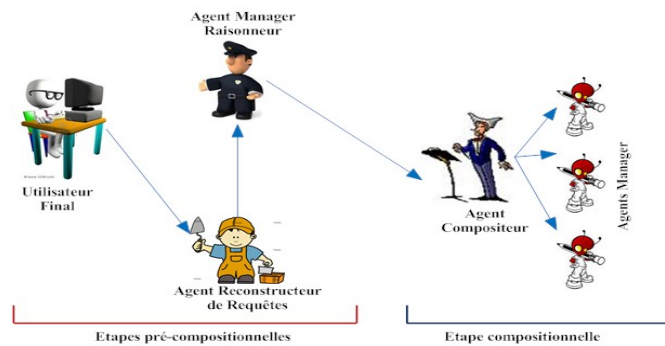 Agent Manager
Raisonneur
Utilisateur
Final
Agent
Compositeur
Agents Manager
Agent Reconstructeur
de Requêtes
Etapes pré-compositionnelles
Etape compositionnelle